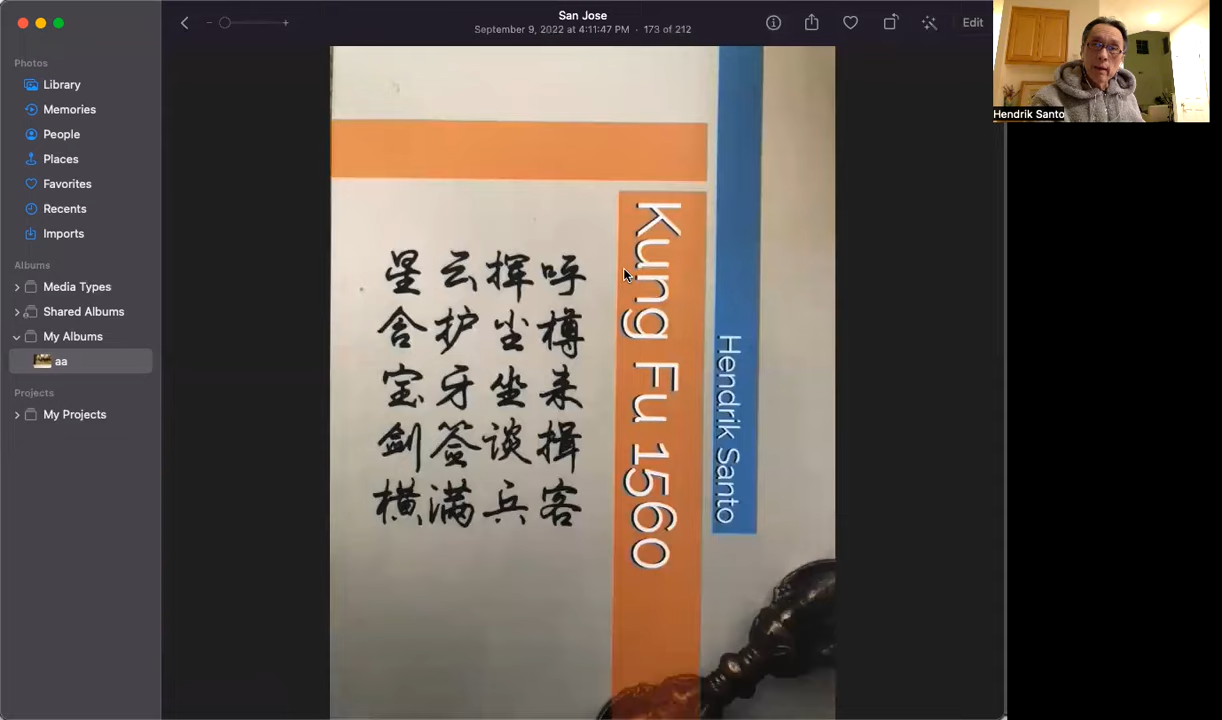 San Jose
September 9, 2022 at 4:11:47 PM - 173 of 212
Edit
Photos
Library
Memories
People
Places
Favorites
Recents
Imports
Albums
Media Types
Shared Albums
My Albums
aa
Projects
My Projects
Hendrik Santo
Kung Fu 1560
呼樽来揖客
挥尘坐谈兵
云护牙签满
星含宝剑横
Hendrik Santo